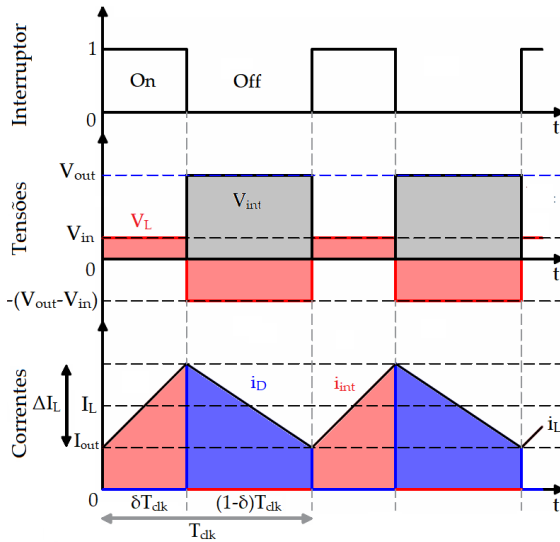 Interruptor
1
On
Off
0
t
Tensões
Vout
Vint
VL
Vin
0
t
-(Vout-Vin)
Correntes
ΔIL
IL
iD
iint
iL
Iout
0
t
δTclk
(1-δ)Tclk
Tclk